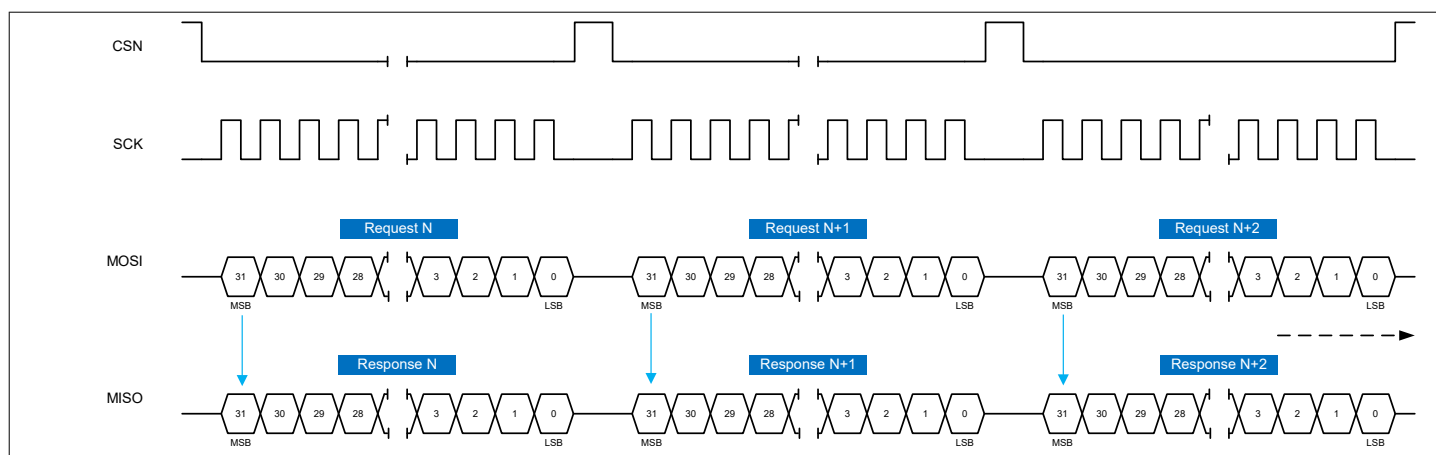 CSN
SCK
Request N Request N+1 Request N+2
MOSI 31 30 29 28 3 2 1 0 31 30 29 28 3 2 1 0 31 30 29 28 3 2 1 0
MSB LSB MSB LSB MSB LSB
Response N Response N+1 Response N+2
MISO 31 30 29 28 3 2 1 0 31 30 29 28 3 2 1 0 31 30 29 28 3 2 1 0
MSB LSB MSB LSB MSB LSB